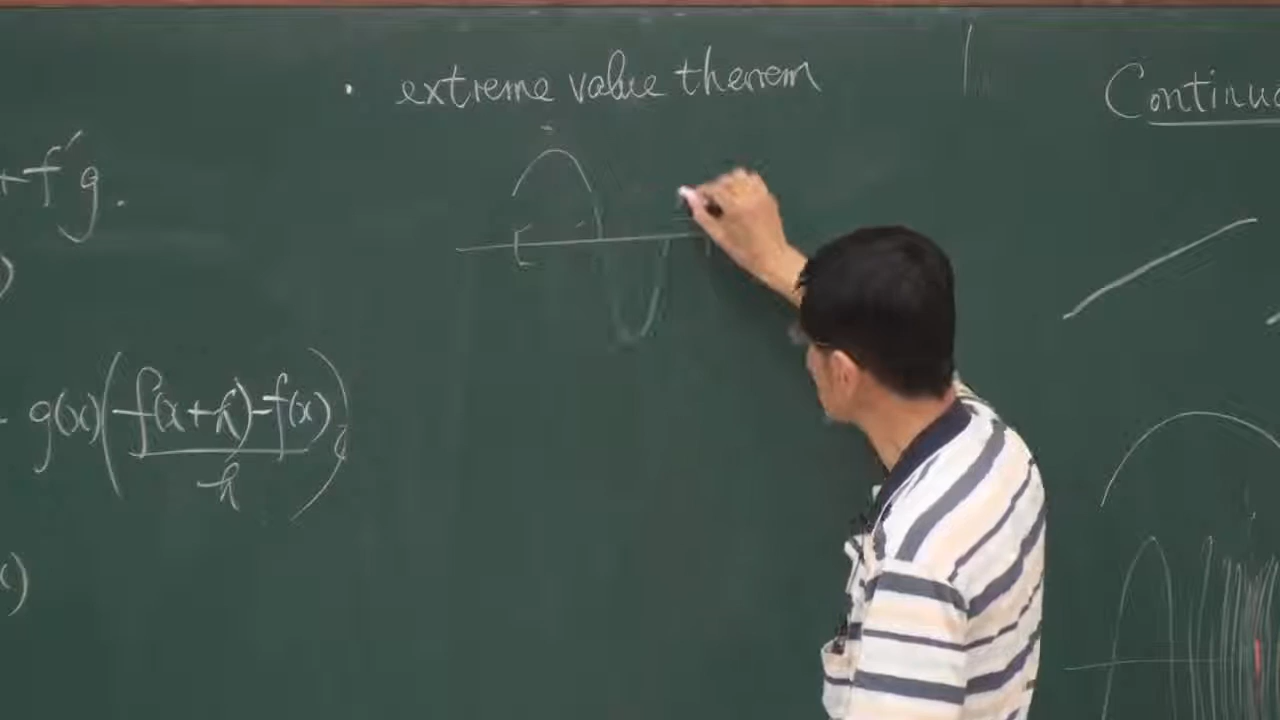 • extreme value theorem
Continu
+f′g.
)
g(x)(f(x+h)-f(x)
h)
)
[